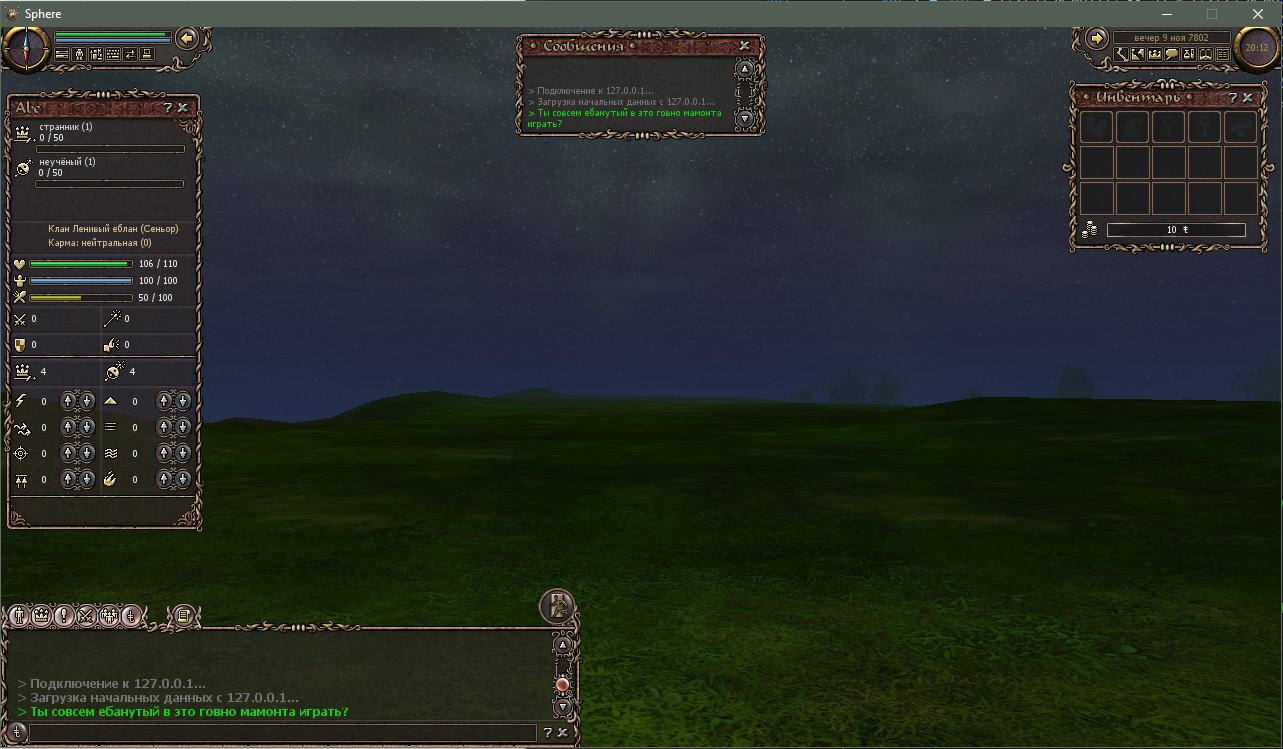 Sphere
вечер 9 ноя 7802
20:12
Сообщения
> Подключение к 127.0.0.1...
> Загрузка начальных данных с 127.0.0.1...
> Ты совсем ебанутый в это говно мамонта
играть?
Abc
?
странник (1)
0 / 50
неучёный (1)
0 / 50
Клан Ленивый еблан (Сеньор)
Карма: нейтральная (0)
106 / 110
100 / 100
50 / 100
0 0
0 0
4 4
0 0
0 0
0 0
0 0
Инвентарь
?
10 ŧ
> Подключение к 127.0.0.1...
> Загрузка начальных данных с 127.0.0.1...
> Ты совсем ебанутый в это говно мамонта играть?
?